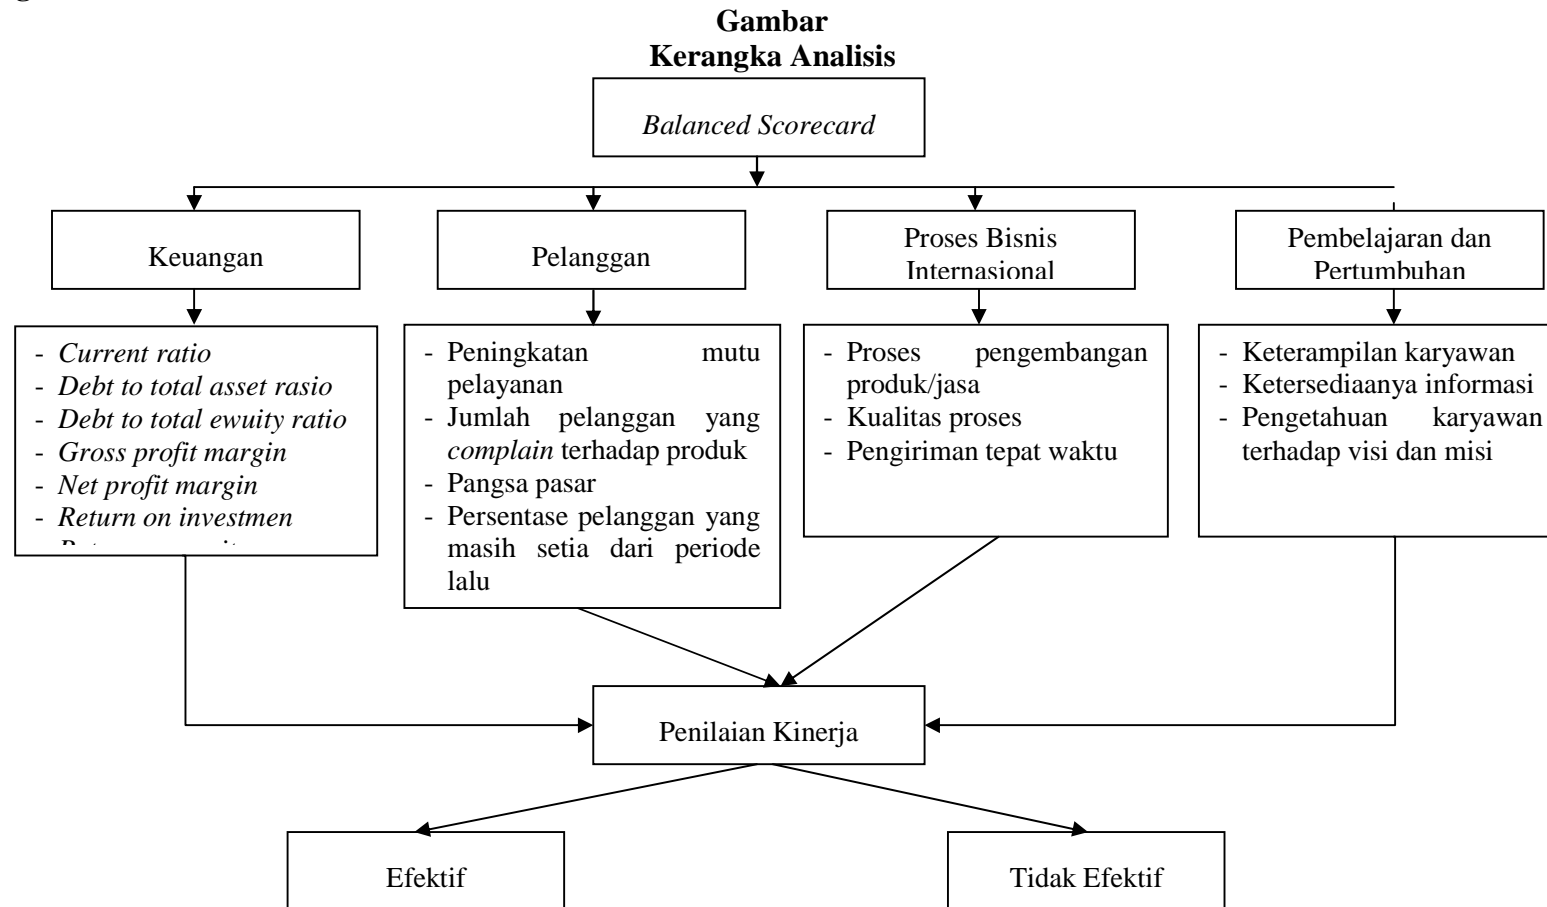 Gambar
Kerangka Analisis
Balanced Scorecard
Keuangan
Pelanggan
Proses Bisnis
Internasional
Pembelajaran dan
Pertumbuhan
- Current ratio
- Debt to total asset rasio
- Debt to total ewuity ratio
- Gross profit margin
- Net profit margin
- Return on investmen
- Peningkatan mutu
pelayanan
- Jumlah pelanggan yang
complain terhadap produk
- Pangsa pasar
- Persentase pelanggan yang
masih setia dari periode
lalu
- Proses pengembangan
produk/jasa
- Kualitas proses
- Pengiriman tepat waktu
- Keterampilan karyawan
- Ketersediaanya informasi
- Pengetahuan karyawan
terhadap visi dan misi
Penilaian Kinerja
Efektif
Tidak Efektif